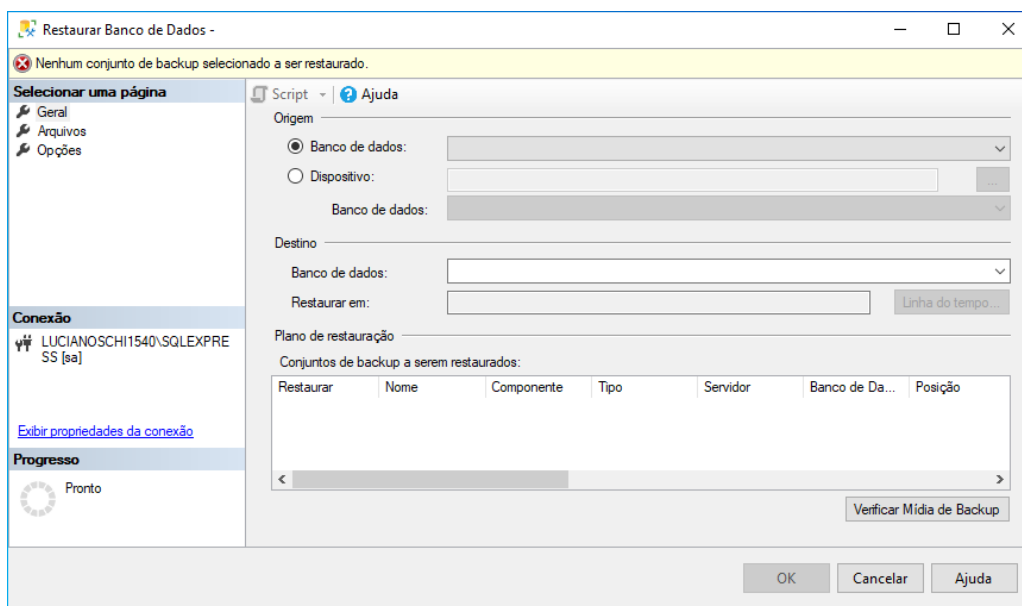 Restaurar Banco de Dados -
Nenhum conjunto de backup selecionado a ser restaurado.
Selecionar uma página
Geral
Arquivos
Opções
Script
Ajuda
Origem
Banco de dados:
Dispositivo:
...
Banco de dados:
Destino
Banco de dados:
Restaurar em:
Linha do tempo...
Plano de restauração
Conjuntos de backup a serem restaurados:
Restaurar Nome Componente Tipo Servidor Banco de Da... Posição
Verificar Mídia de Backup
Conexão
LUCIANOSCHI1540\SQLEXPRE
SS [sa]
Exibir propriedades da conexão
Progresso
Pronto
OK Cancelar Ajuda